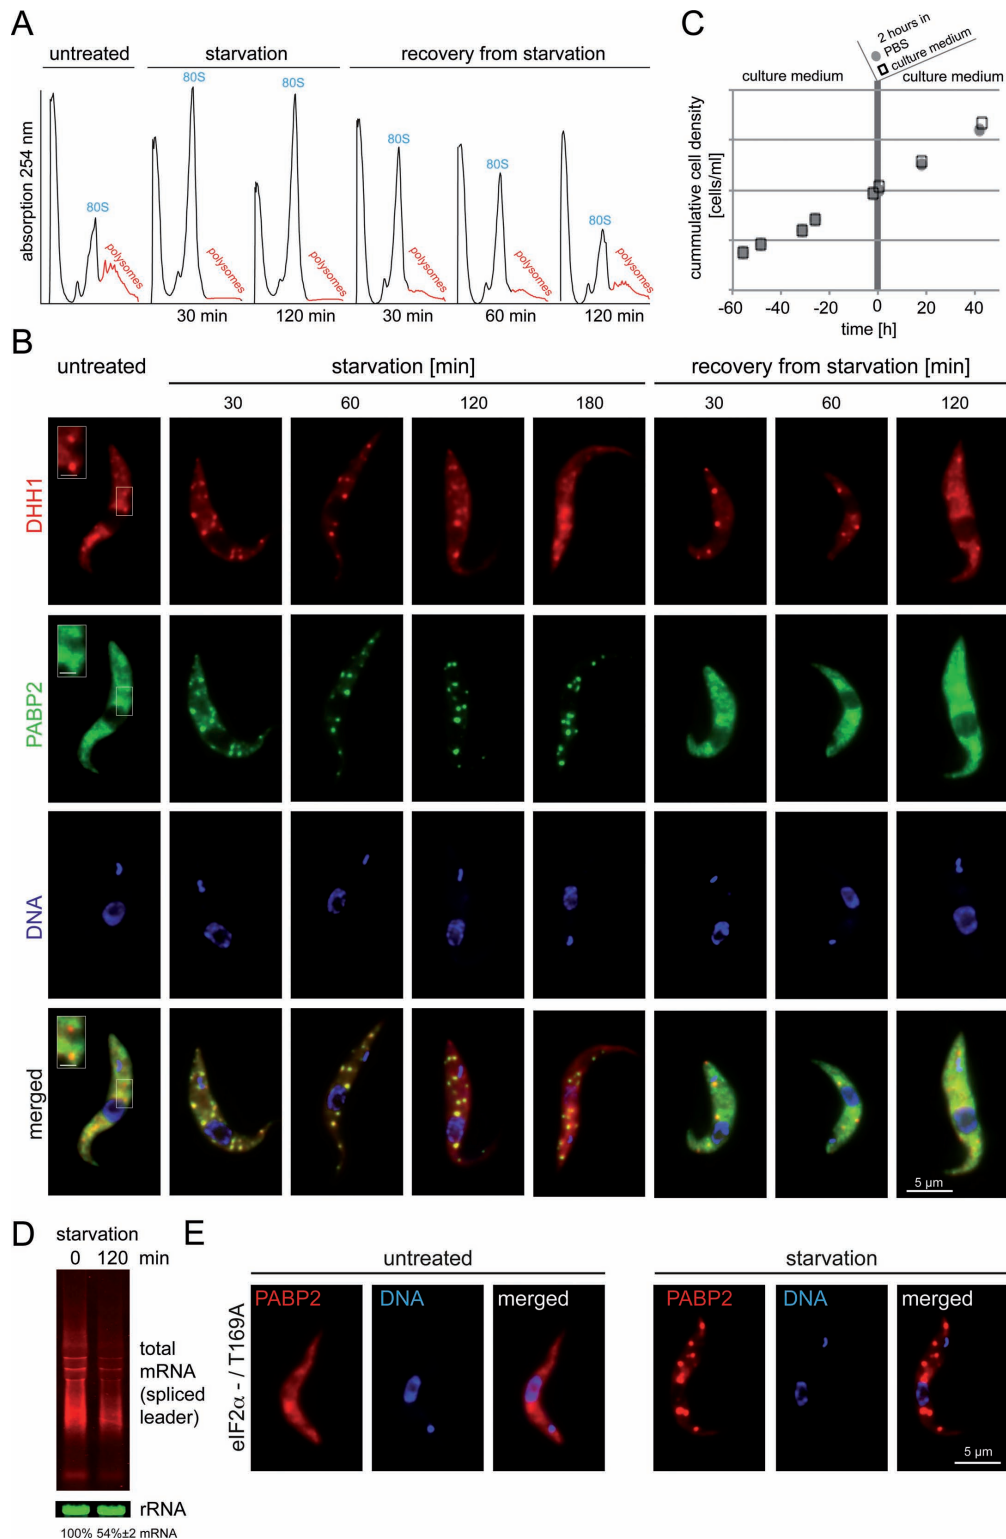 A
untreated
starvation
recovery from starvation
absorption 254 nm
80S
80S
80S
80S
80S
80S
polysomes
polysomes
polysomes
polysomes
polysomes
polysomes
30 min
120 min
30 min
60 min
120 min
C
2 hours in
PBS
culture medium
culture medium
culture medium
cummulative cell density
[cells/ml]
-60
-40
-20
0
20
40
60
time [h]
B
untreated
starvation [min]
recovery from starvation [min]
30
60
120
180
30
60
120
DHH1
PABP2
DNA
merged
5 µm
D
starvation
0 120 min
total
mRNA
(spliced
leader)
rRNA
100% 54%±2 mRNA
E
untreated
starvation
eIF2α - / T169A
PABP2
DNA
merged
PABP2
DNA
merged
5 µm